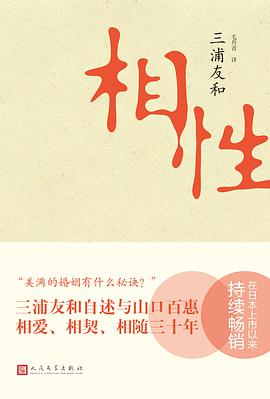 相性
三浦友和
毛丹青 译
“美满的婚姻有什么秘诀？”
三浦友和自述与山口百惠
相爱、相契、相随三十年
在日本上市以来
持续畅销
人民文学出版社